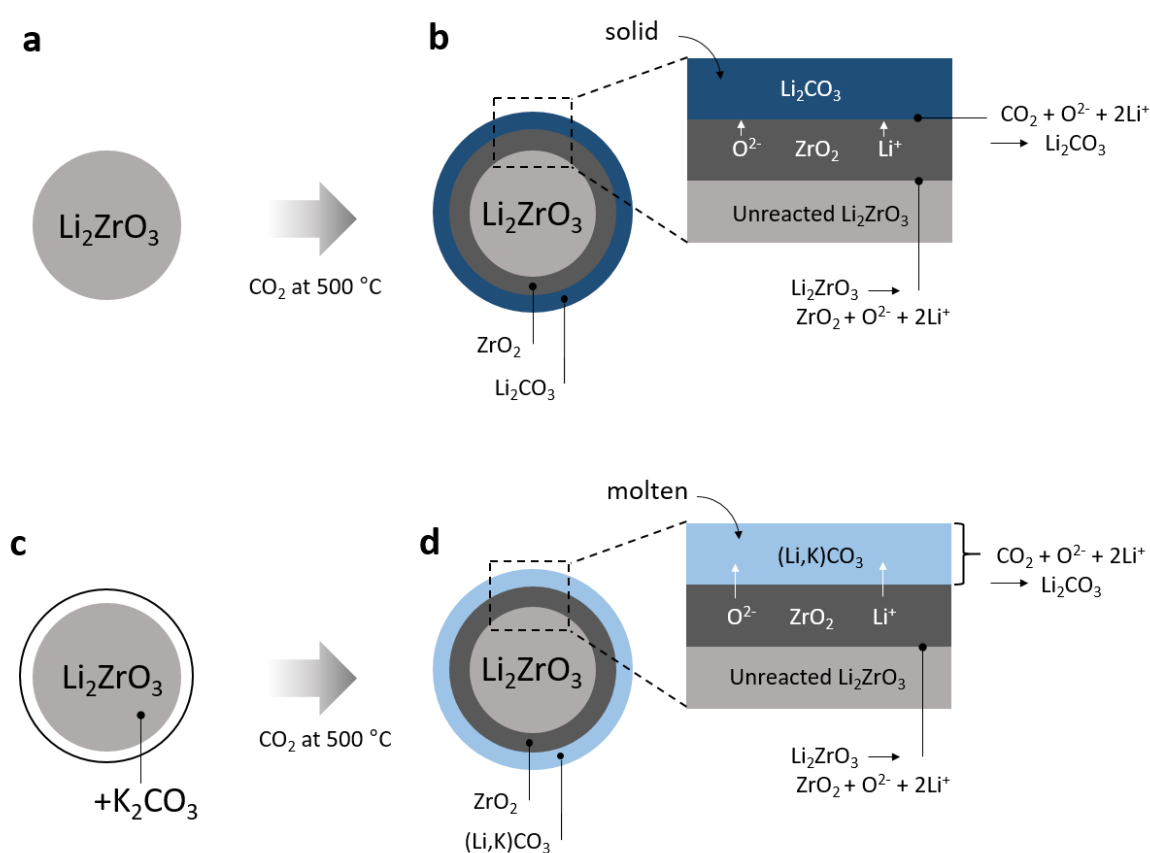 a
Li₂ZrO₃
CO₂ at 500 °C
b
Li₂ZrO₃
ZrO₂
Li₂CO₃
solid
Li₂CO₃
O²⁻ ZrO₂ Li⁺
Unreacted Li₂ZrO₃
CO₂ + O²⁻ + 2Li⁺
→ Li₂CO₃
Li₂ZrO₃ →
ZrO₂ + O²⁻ + 2Li⁺
c
Li₂ZrO₃
+K₂CO₃
CO₂ at 500 °C
d
Li₂ZrO₃
ZrO₂
(Li,K)CO₃
molten
(Li,K)CO₃
O²⁻ ZrO₂ Li⁺
Unreacted Li₂ZrO₃
CO₂ + O²⁻ + 2Li⁺
→ Li₂CO₃
Li₂ZrO₃ →
ZrO₂ + O²⁻ + 2Li⁺